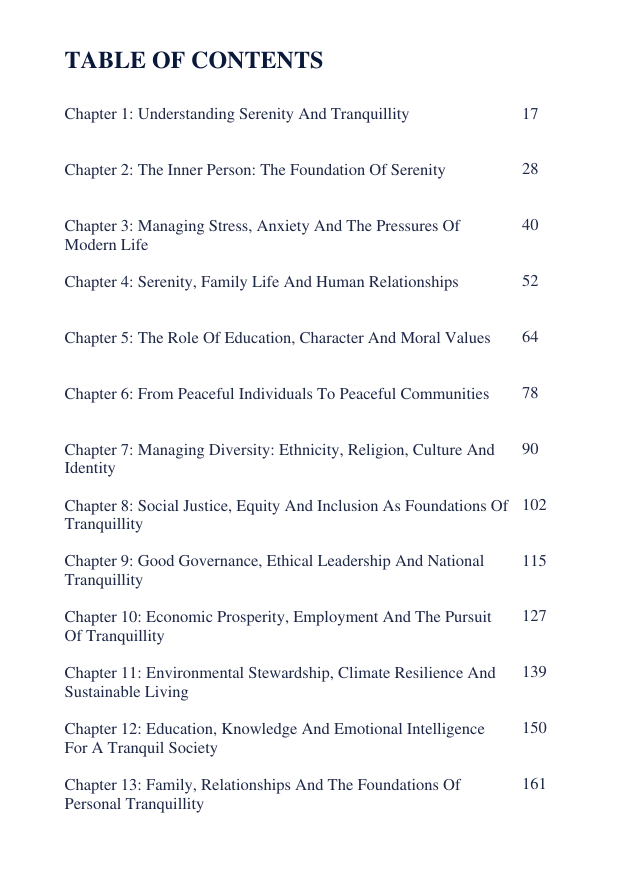 TABLE OF CONTENTS
Chapter 1: Understanding Serenity And Tranquillity 17
Chapter 2: The Inner Person: The Foundation Of Serenity 28
Chapter 3: Managing Stress, Anxiety And The Pressures Of 40
Modern Life
Chapter 4: Serenity, Family Life And Human Relationships 52
Chapter 5: The Role Of Education, Character And Moral Values 64
Chapter 6: From Peaceful Individuals To Peaceful Communities 78
Chapter 7: Managing Diversity: Ethnicity, Religion, Culture And 90
Identity
Chapter 8: Social Justice, Equity And Inclusion As Foundations Of 102
Tranquillity
Chapter 9: Good Governance, Ethical Leadership And National 115
Tranquillity
Chapter 10: Economic Prosperity, Employment And The Pursuit 127
Of Tranquillity
Chapter 11: Environmental Stewardship, Climate Resilience And 139
Sustainable Living
Chapter 12: Education, Knowledge And Emotional Intelligence 150
For A Tranquil Society
Chapter 13: Family, Relationships And The Foundations Of 161
Personal Tranquillity